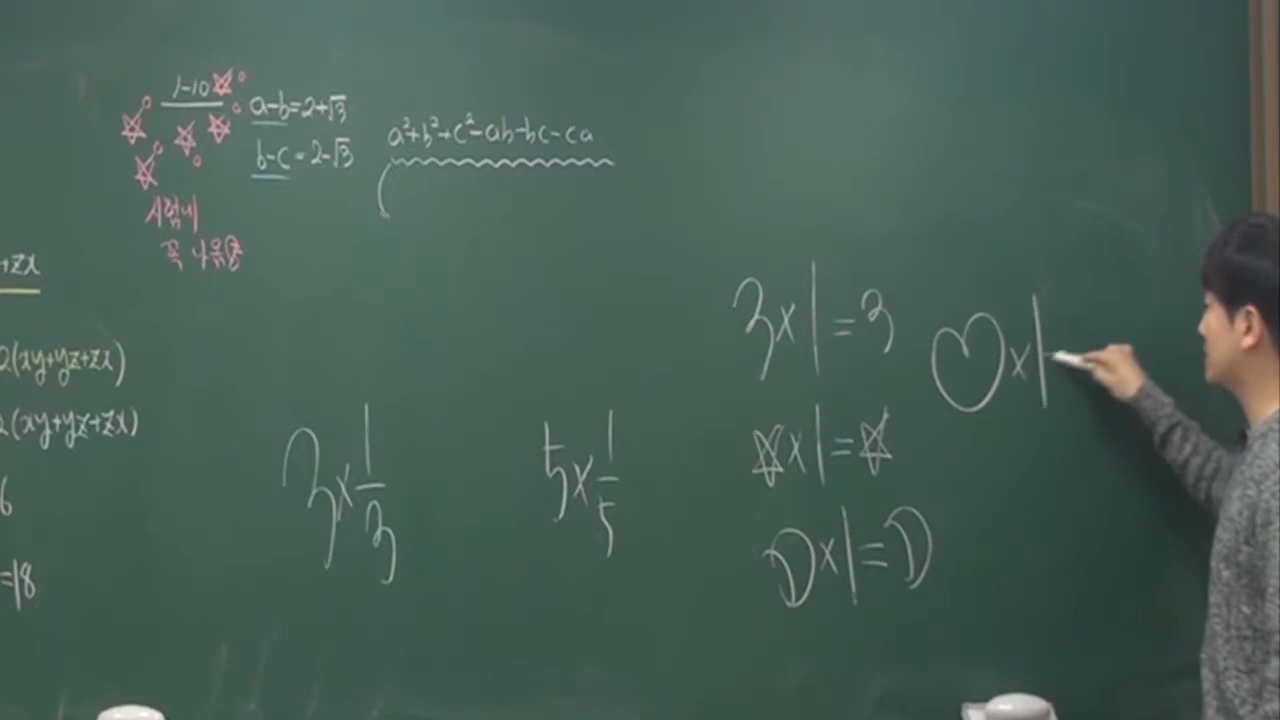 1-10
a-b=2+√3
b-c=2-√3
a²+b²+c²-ab-bc-ca
시험에
꼭 나옴
+zx
2(xy+yz+zx)
2(xy+yz+zx)
6
=18
3×1/3
5×1/5
3×1=3
☆×1=☆
D×1=D
♡×1